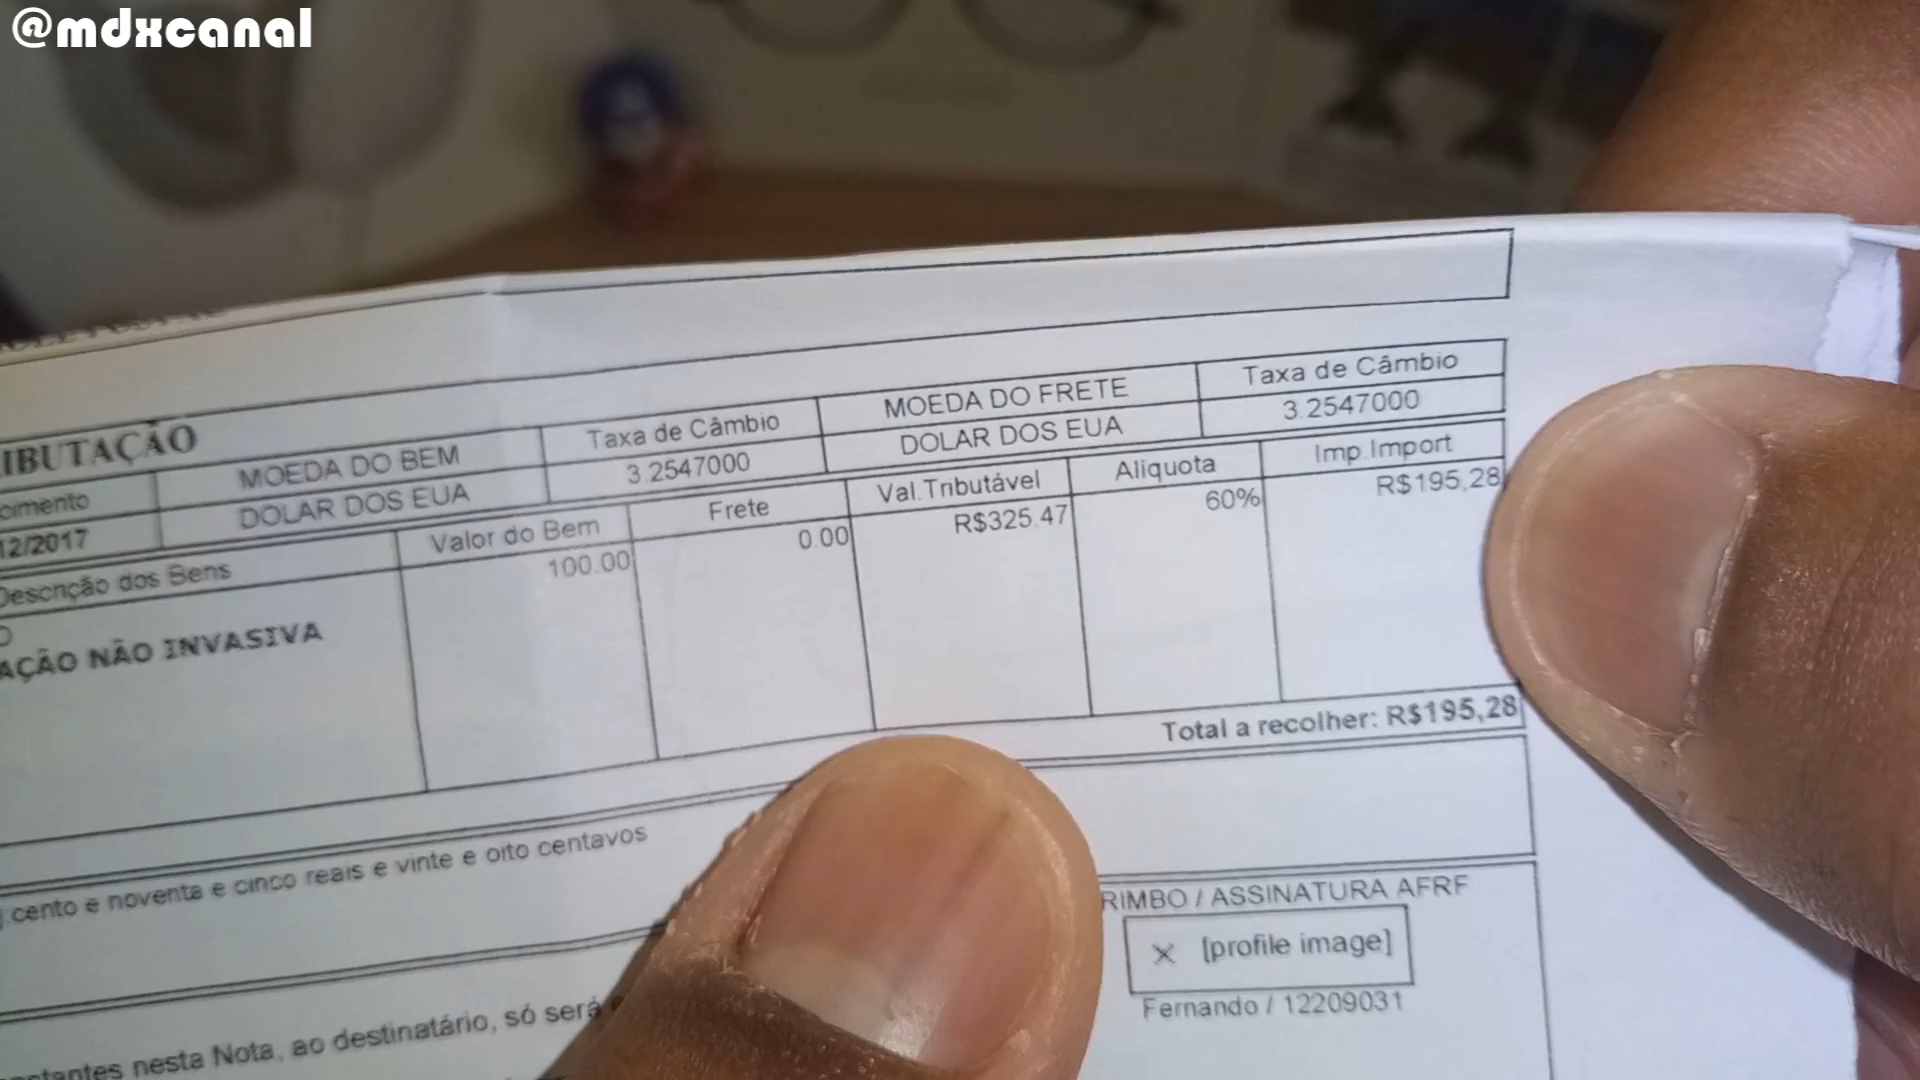 @mdxcanal
IBUTAÇÃO
MOEDA DO BEM
Taxa de Câmbio
MOEDA DO FRETE
Taxa de Câmbio
cimento
DOLAR DOS EUA
3.2547000
DOLAR DOS EUA
3.2547000
12/2017
Valor do Bem
Frete
Val.Tributável
Alíquota
Imp.Import
Descrição dos Bens
100.00
0.00
R$325.47
60%
R$195,28
O
AÇÃO NÃO INVASIVA
Total a recolher: R$195,28
cento e noventa e cinco reais e vinte e oito centavos
RIMBO / ASSINATURA AFRF
× [profile image]
Fernando / 12209031
stantes nesta Nota, ao destinatário, só será